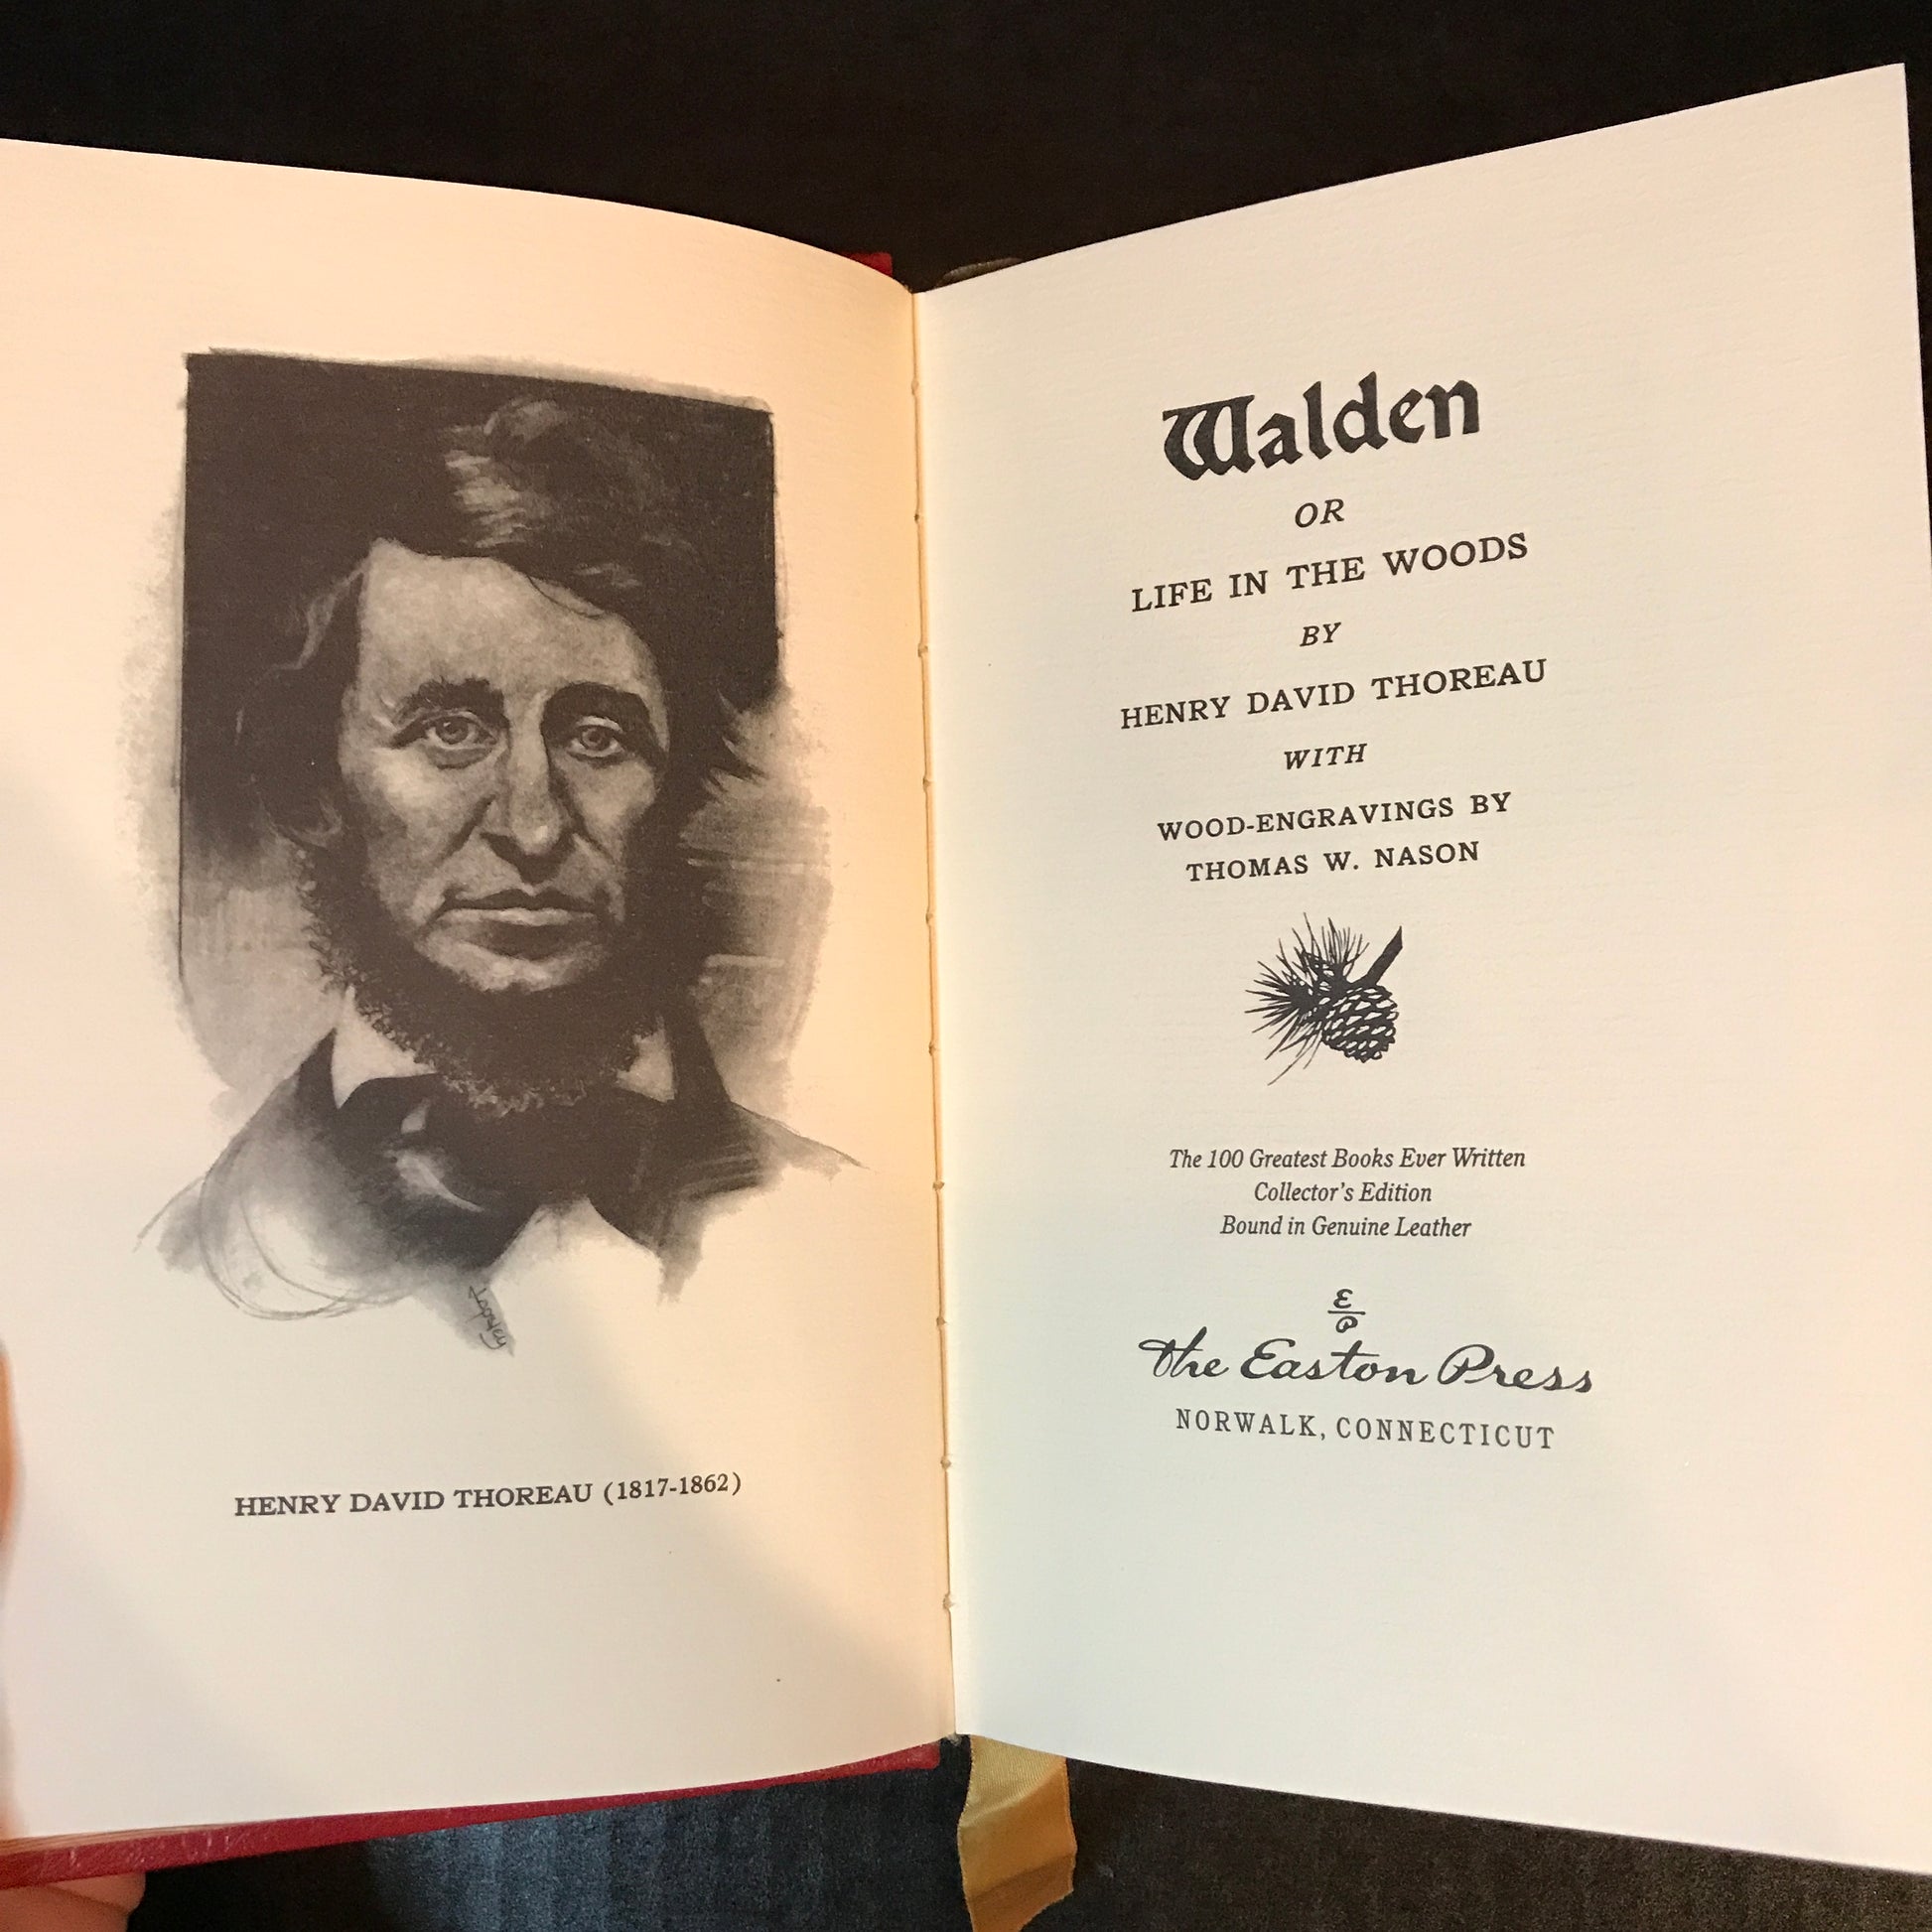 HENRY DAVID THOREAU (1817-1862)
Walden
OR
LIFE IN THE WOODS
BY
HENRY DAVID THOREAU
WITH
WOOD-ENGRAVINGS BY
THOMAS W. NASON
The 100 Greatest Books Ever Written
Collector's Edition
Bound in Genuine Leather
E
P
The Easton Press
NORWALK, CONNECTICUT